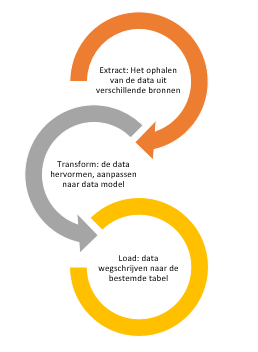 Extract: Het ophalen
van de data uit
verschillende bronnen
Transform: de data
hervormen, aanpassen
naar data model
Load: data
wegschrijven naar de
bestemde tabel